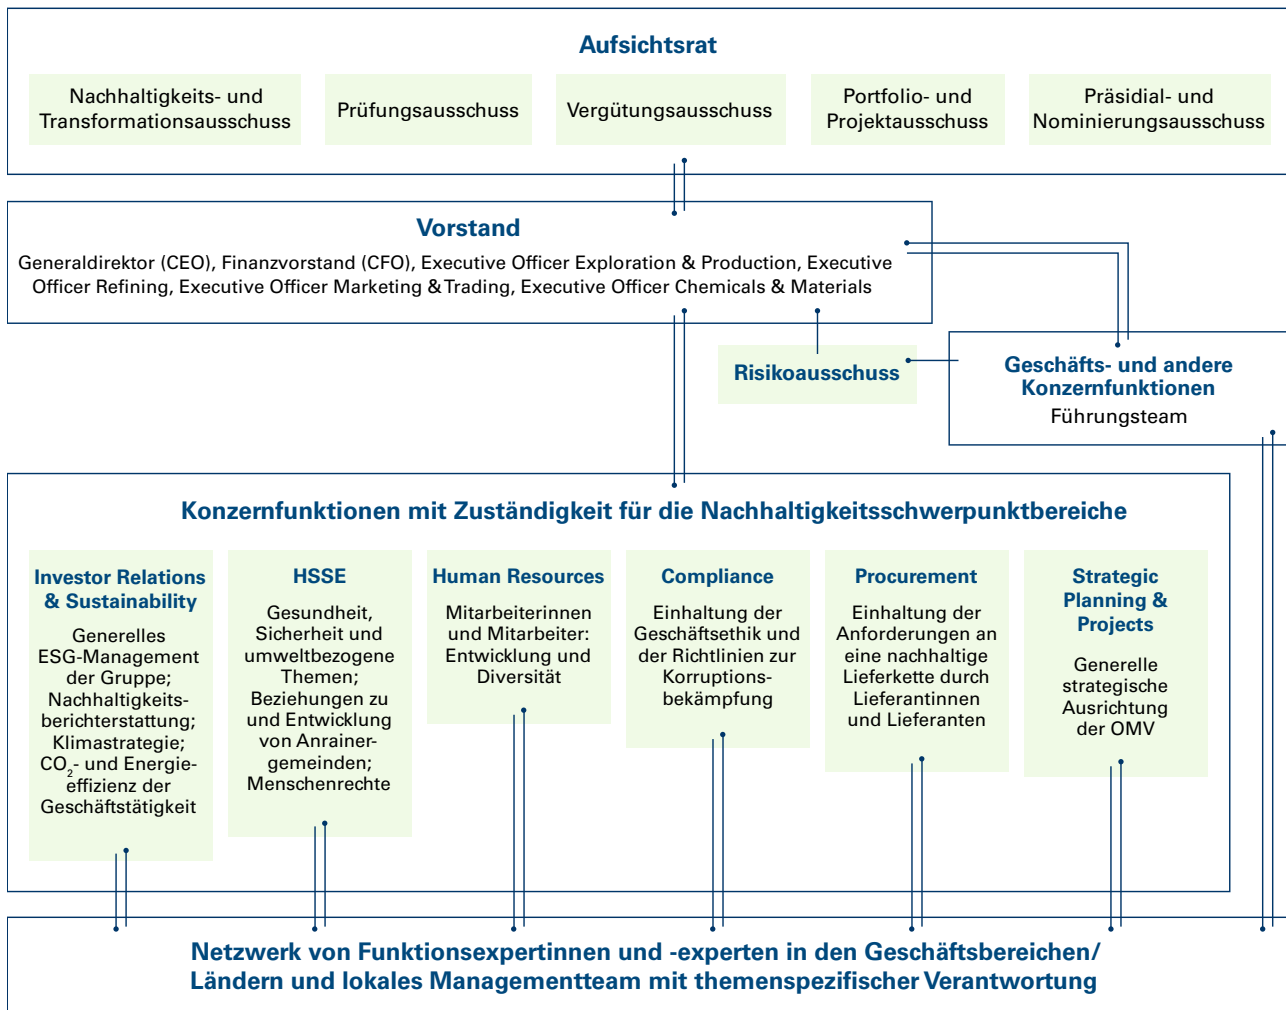 Aufsichtsrat
Nachhaltigkeits- und
Transformationsausschuss
Prüfungsausschuss
Vergütungsausschuss
Portfolio- und
Projektausschuss
Präsidial- und
Nominierungsausschuss
Vorstand
Generaldirektor (CEO), Finanzvorstand (CFO), Executive Officer Exploration & Production, Executive
Officer Refining, Executive Officer Marketing & Trading, Executive Officer Chemicals & Materials
Risikoausschuss
Geschäfts- und andere
Konzernfunktionen
Führungsteam
Konzernfunktionen mit Zuständigkeit für die Nachhaltigkeitsschwerpunktbereiche
Investor Relations
& Sustainability
Generelles
ESG-Management
der Gruppe;
Nachhaltigkeits-
berichterstattung;
Klimastrategie;
CO₂- und Energie-
effizienz der
Geschäftstätigkeit
HSSE
Gesundheit,
Sicherheit und
umweltbezogene
Themen;
Beziehungen zu
und Entwicklung
von Anrainer-
gemeinden;
Menschenrechte
Human Resources
Mitarbeiterinnen
und Mitarbeiter:
Entwicklung und
Diversität
Compliance
Einhaltung der
Geschäftsethik und
der Richtlinien zur
Korruptions-
bekämpfung
Procurement
Einhaltung der
Anforderungen an
eine nachhaltige
Lieferkette durch
Lieferantinnen
und Lieferanten
Strategic
Planning &
Projects
Generelle
strategische
Ausrichtung
der OMV
Netzwerk von Funktionsexpertinnen und -experten in den Geschäftsbereichen/
Ländern und lokales Managementteam mit themenspezifischer Verantwortung